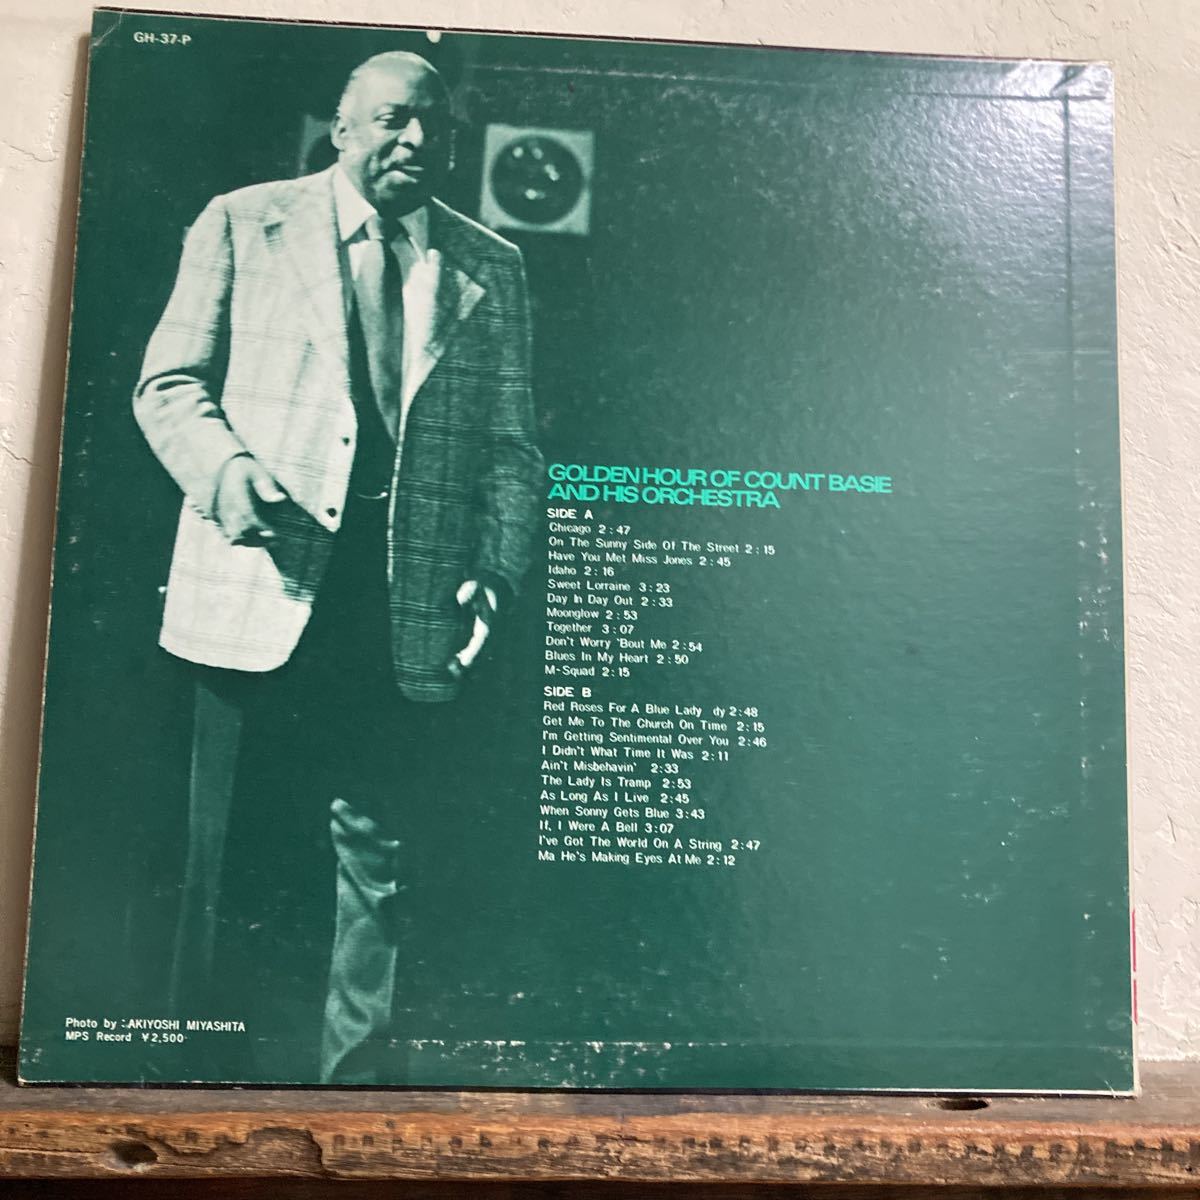 GH-37-P
GOLDEN HOUR OF COUNT BASIE
AND HIS ORCHESTRA
SIDE A
Chicago 2:47
On The Sunny Side Of The Street 2:15
Have You Met Miss Jones 2:45
Idaho 2:16
Sweet Lorraine 3:23
Day In Day Out 2:33
Moonglow 2:53
Together 3:07
Don't Worry 'Bout Me 2:54
Blues In My Heart 2:50
M-Squad 2:15
SIDE B
Red Roses For A Blue Lady dy 2:48
Get Me To The Church On Time 2:15
I'm Getting Sentimental Over You 2:46
I Didn't What Time It Was 2:11
Ain't Misbehavin' 2:33
The Lady Is Tramp 2:53
As Long As I Live 2:45
When Sonny Gets Blue 3:43
If, I Were A Bell 3:07
I've Got The World On A String 2:47
Ma He's Making Eyes At Me 2:12
Photo by : AKIYOSHI MIYASHITA
MPS Record ¥2,500